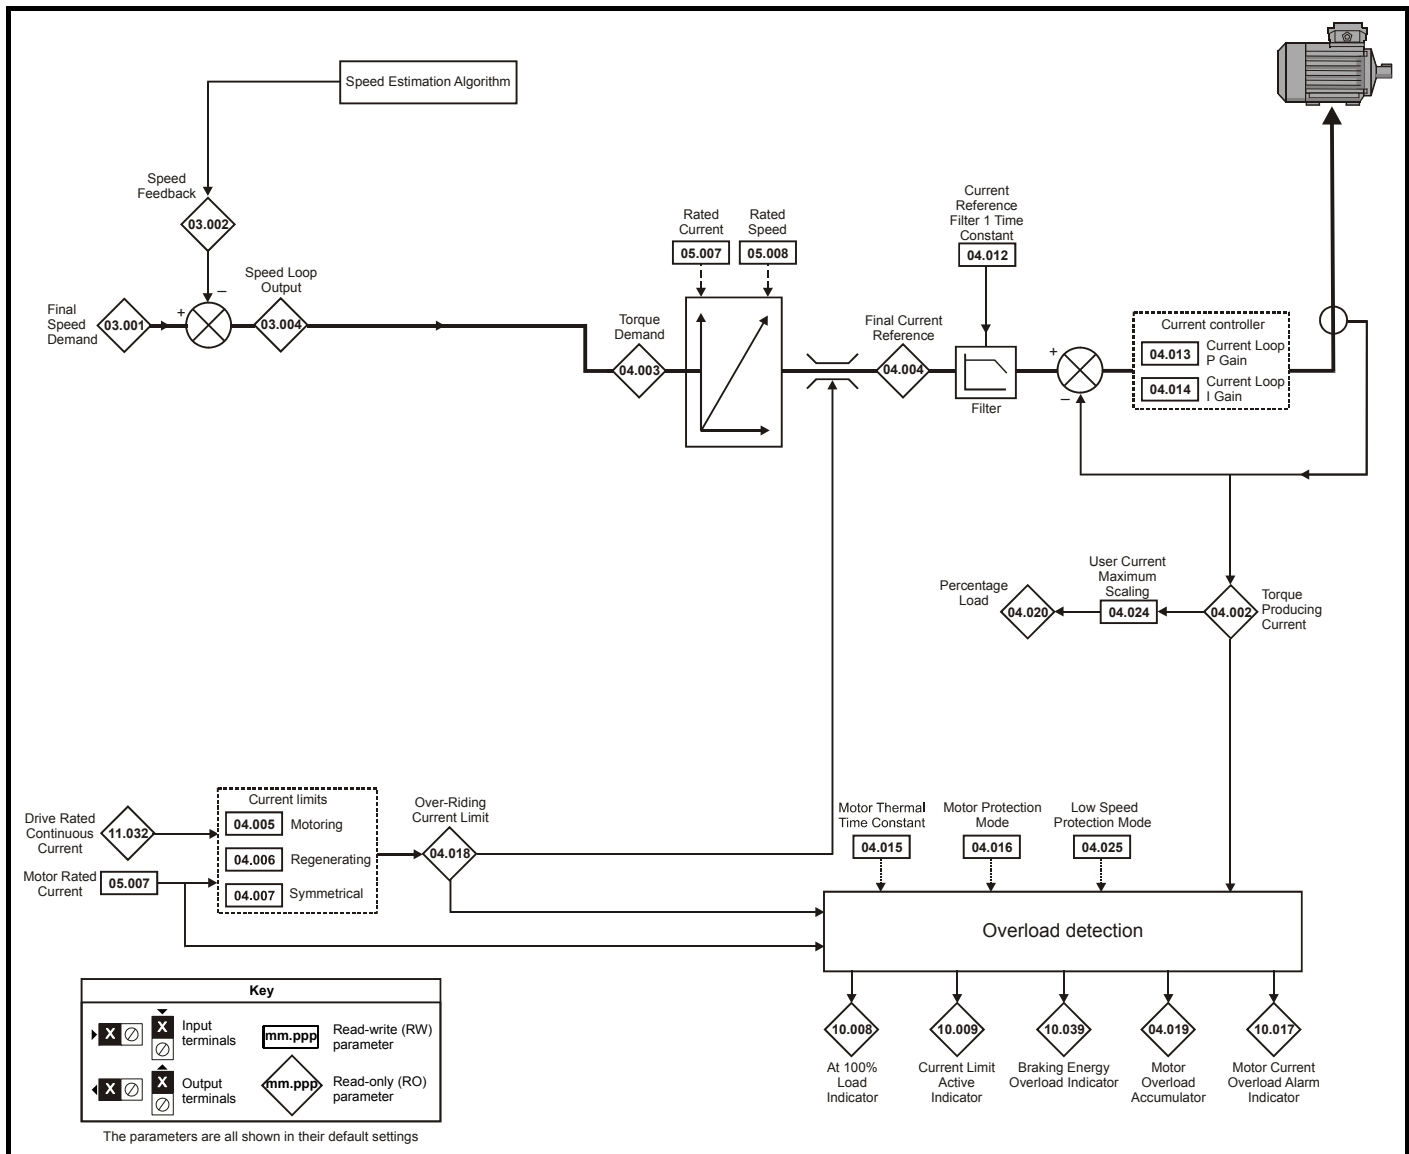 Speed Estimation Algorithm
Speed
Feedback
03.002
Final
Speed
Demand
03.001
+
–
Speed Loop
Output
03.004
Torque
Demand
04.003
Rated
Current
05.007
Rated
Speed
05.008
Final Current
Reference
04.004
Current
Reference
Filter 1 Time
Constant
04.012
Filter
+
–
Current controller
04.013
Current Loop
P Gain
04.014
Current Loop
I Gain
Percentage
Load
04.020
User Current
Maximum
Scaling
04.024
04.002
Torque
Producing
Current
Drive Rated
Continuous
Current
11.032
Motor Rated
Current
05.007
Current limits
04.005 Motoring
04.006 Regenerating
04.007 Symmetrical
Over-Riding
Current Limit
04.018
Motor Thermal
Time Constant
04.015
Motor Protection
Mode
04.016
Low Speed
Protection Mode
04.025
Overload detection
10.008
At 100%
Load
Indicator
10.009
Current Limit
Active
Indicator
10.039
Braking Energy
Overload Indicator
04.019
Motor
Overload
Accumulator
10.017
Motor Current
Overload Alarm
Indicator
Key
X
X
Input
terminals
mm.ppp
Read-write (RW)
parameter
X
X
Output
terminals
mm.ppp
Read-only (RO)
parameter
The parameters are all shown in their default settings